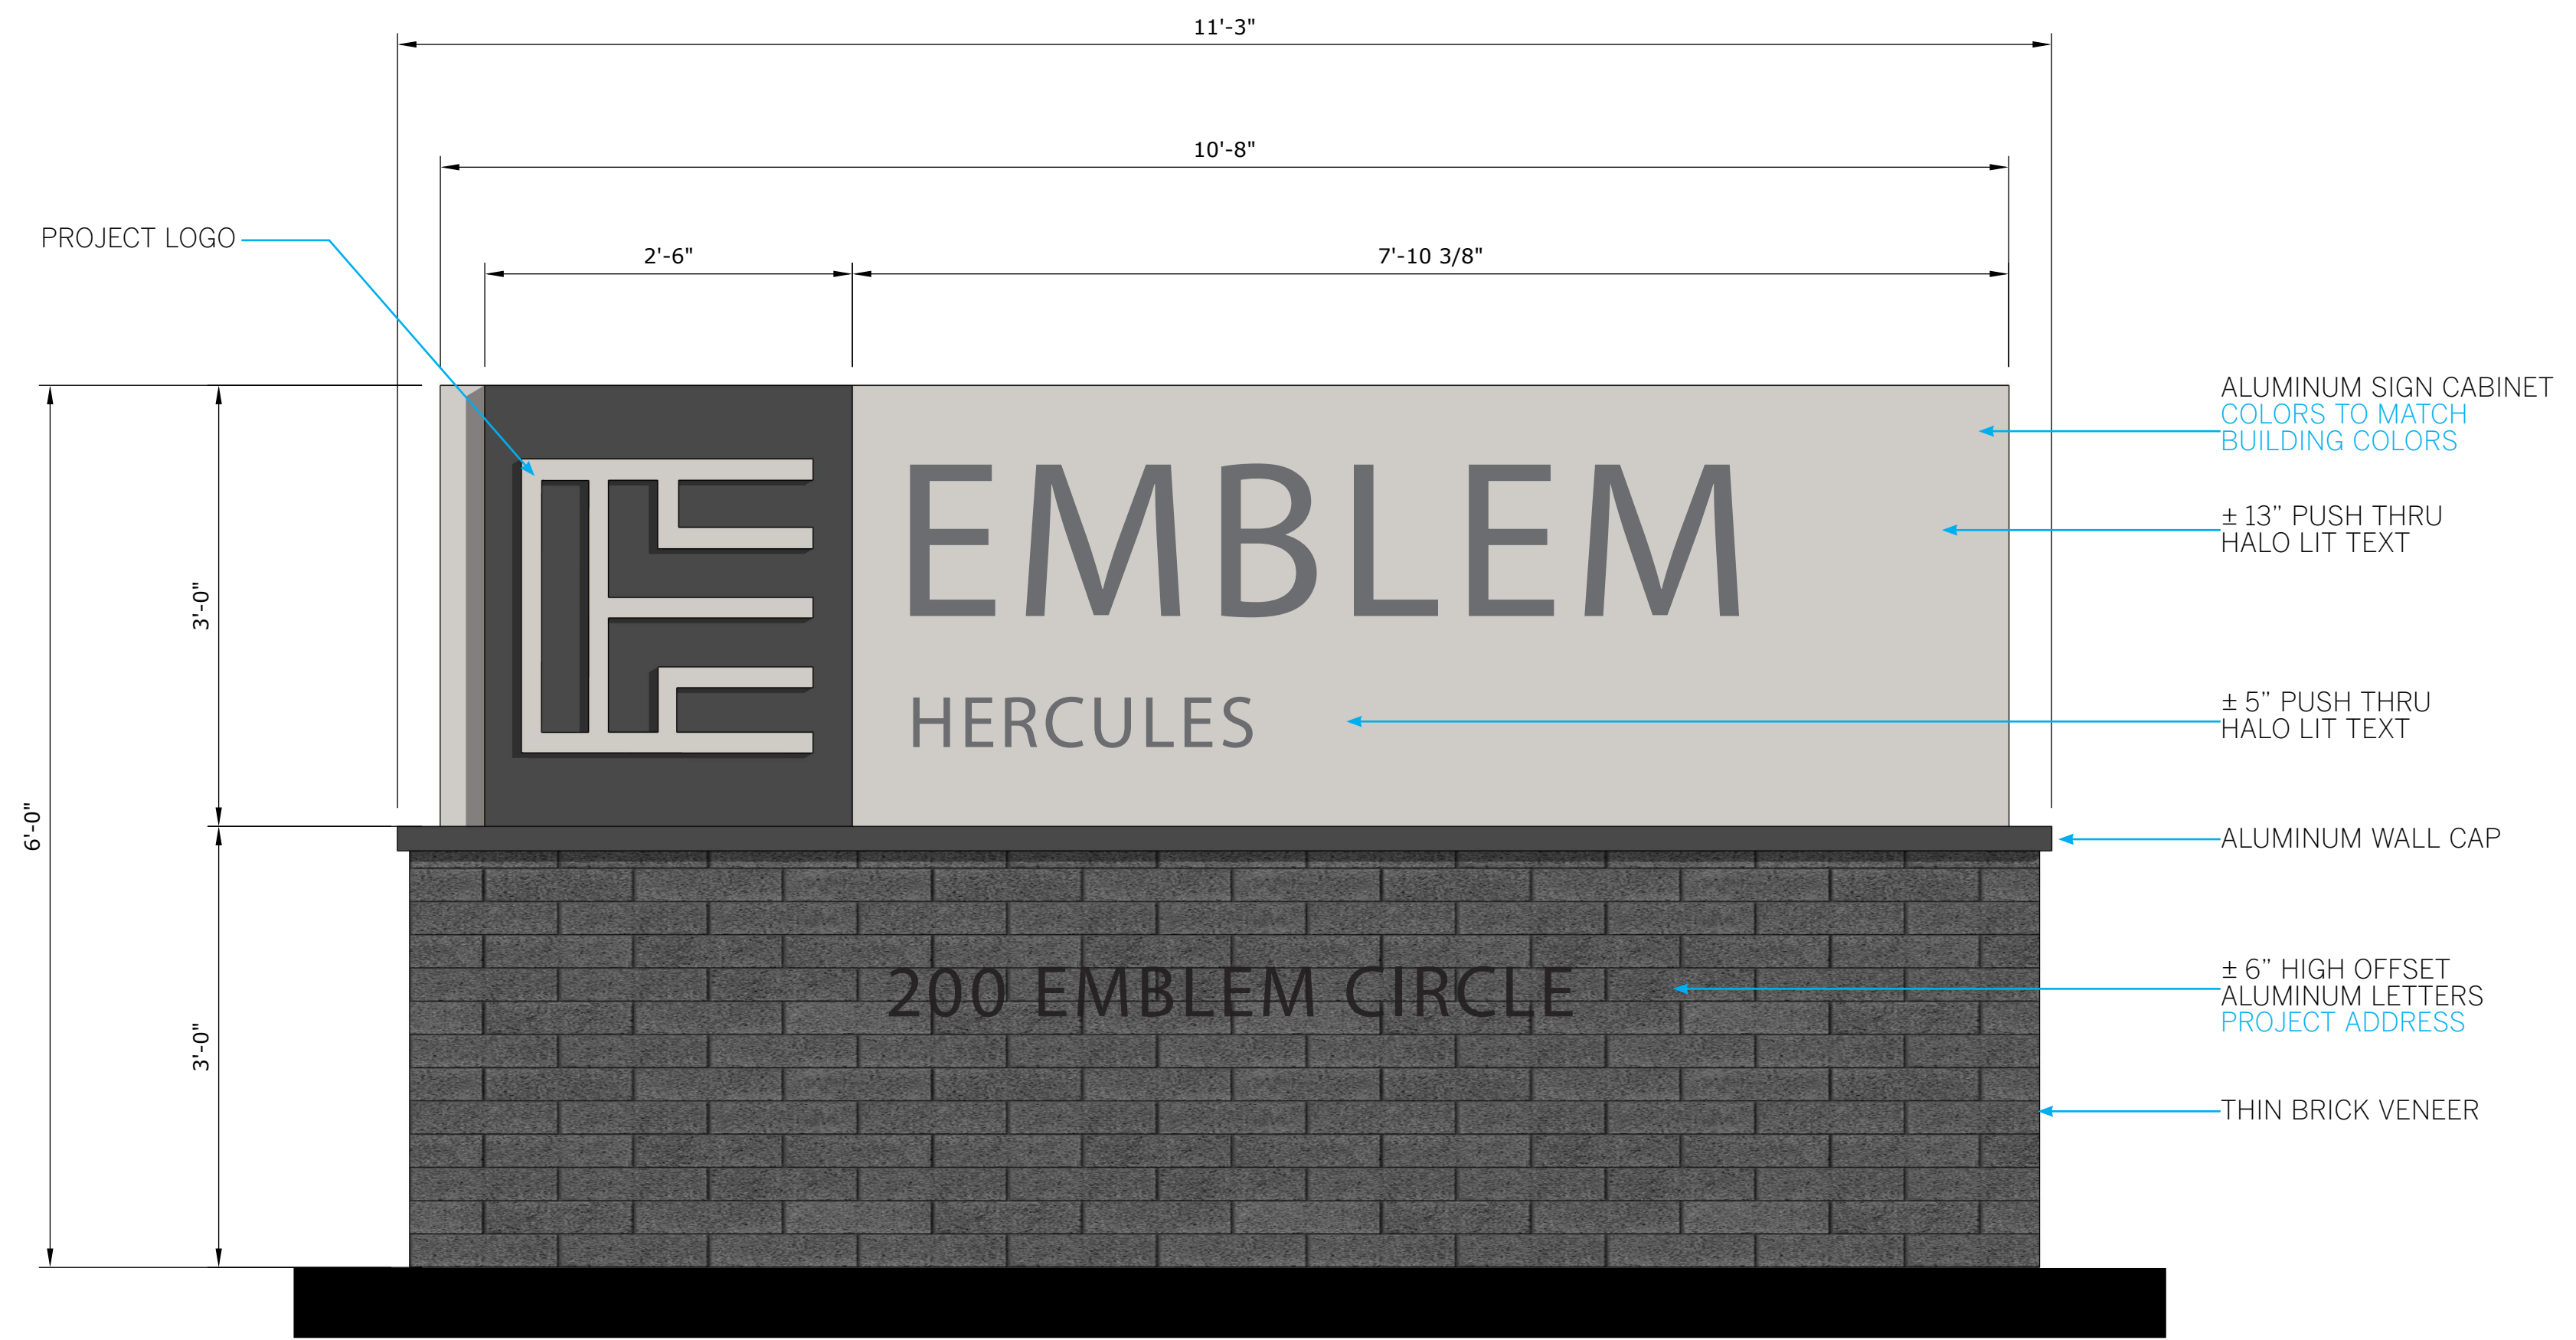 11'-3"
10'-8"
2'-6"
7'-10 3/8"
PROJECT LOGO
ALUMINUM SIGN CABINET
COLORS TO MATCH
BUILDING COLORS
EMBLEM
± 13” PUSH THRU
HALO LIT TEXT
3'-0"
HERCULES
± 5” PUSH THRU
HALO LIT TEXT
6'-0"
ALUMINUM WALL CAP
200 EMBLEM CIRCLE
± 6” HIGH OFFSET
ALUMINUM LETTERS
PROJECT ADDRESS
3'-0"
THIN BRICK VENEER